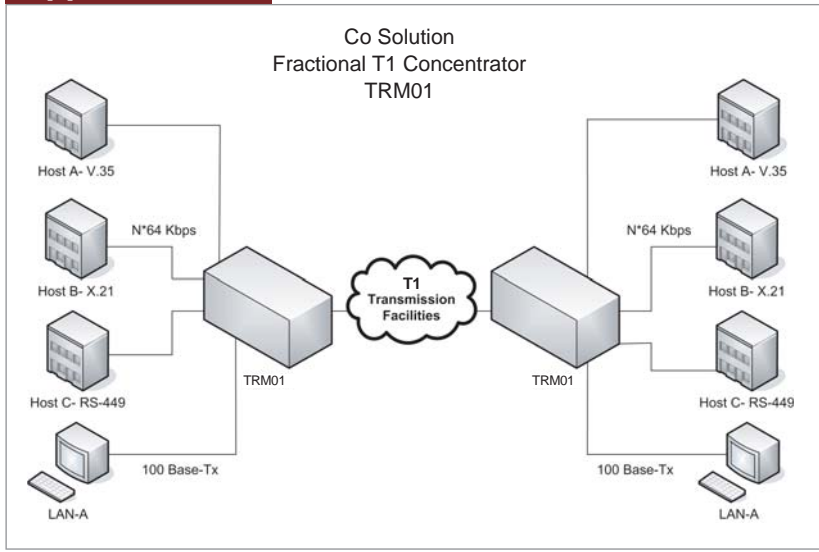 Co Solution
Fractional T1 Concentrator
TRM01
Host A- V.35
N*64 Kbps
Host B- X.21
Host C- RS-449
TRM01
100 Base-Tx
LAN-A
T1
Transmission
Facilities
Host A- V.35
N*64 Kbps
Host B- X.21
Host C- RS-449
TRM01
100 Base-Tx
LAN-A